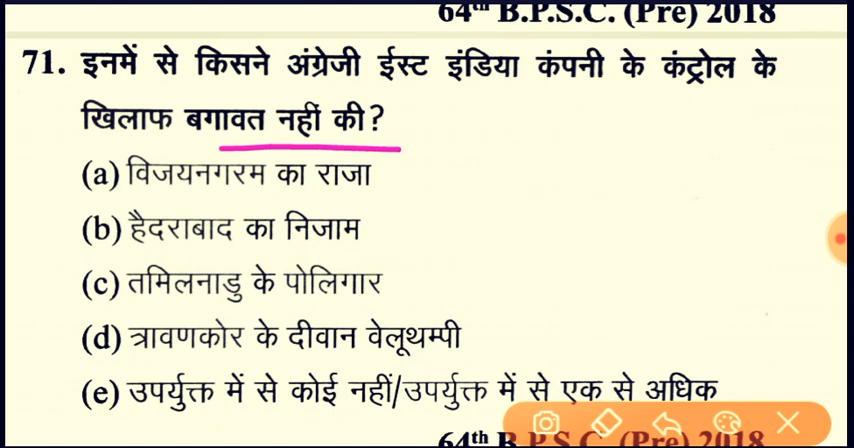 64th B.P.S.C. (Pre) 2018
71. इनमें से किसने अंग्रेजी ईस्ट इंडिया कंपनी के कंट्रोल के
खिलाफ बगावत नहीं की?
(a) विजयनगरम का राजा
(b) हैदराबाद का निजाम
(c) तमिलनाडु के पोलिगार
(d) त्रावणकोर के दीवान वेलूथम्पी
(e) उपर्युक्त में से कोई नहीं/उपर्युक्त में से एक से अधिक
64th B.P.S.C. (Pre) 2018